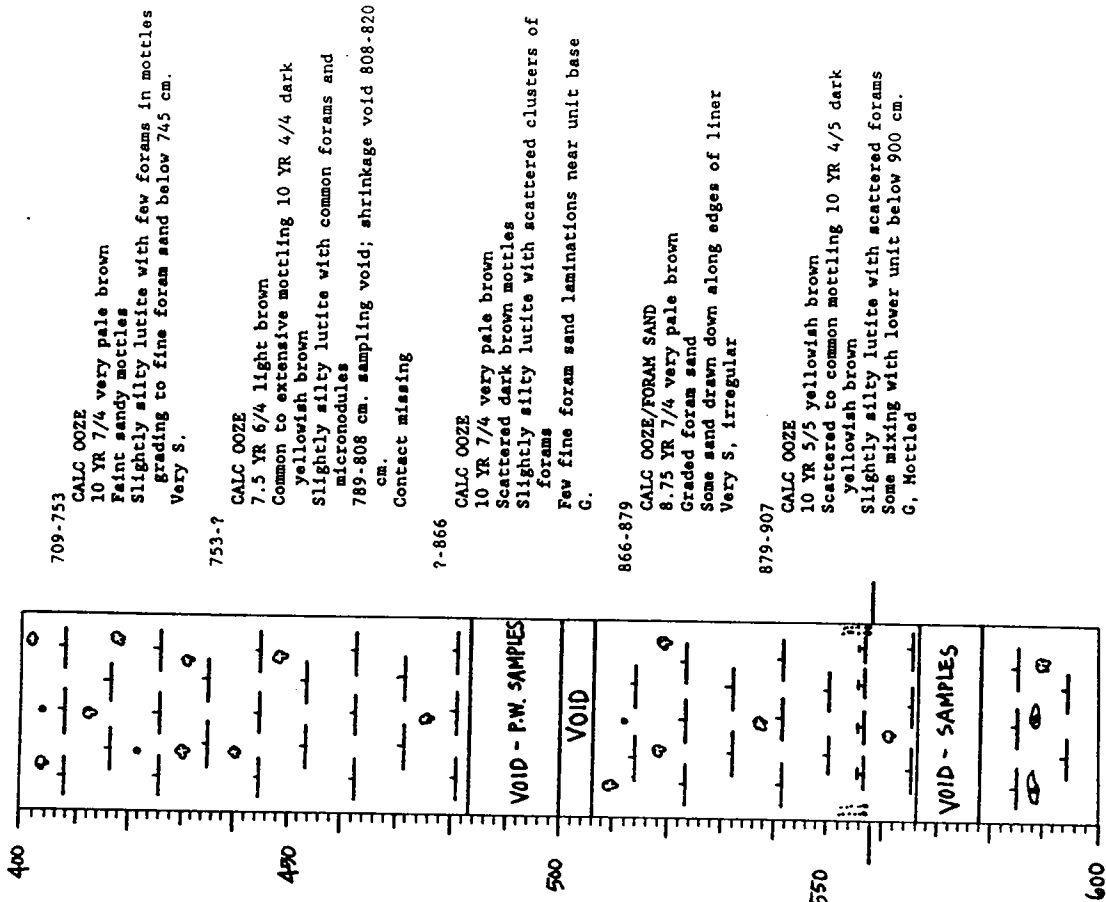 709-753
CALC OOZE
10 YR 7/4 very pale brown
Faint sandy mottles
Slightly silty lutite with few forams in mottles
grading to fine foram sand below 745 cm.
Very S.
753-?
CALC OOZE
7.5 YR 6/4 light brown
Common to extensive mottling 10 YR 4/4 dark
yellowish brown
Slightly silty lutite with common forams and
micronodules
789-808 cm. sampling void; shrinkage void 808-820
cm.
Contact missing
?-866
CALC OOZE
10 YR 7/4 very pale brown
Scattered dark brown mottles
Slightly silty lutite with scattered clusters of
forams
Few fine foram sand laminations near unit base
G.
866-879
CALC OOZE/FORAM SAND
8.75 YR 7/4 very pale brown
Graded foram sand
Some sand drawn down along edges of liner
Very S, irregular
879-907
CALC OOZE
10 YR 5/5 yellowish brown
Scattered to common mottling 10 YR 4/5 dark
yellowish brown
Slightly silty lutite with scattered forams
Some mixing with lower unit below 900 cm.
G, Mottled
400
450
VOID - P.W. SAMPLES
500
VOID
550
VOID - SAMPLES
600